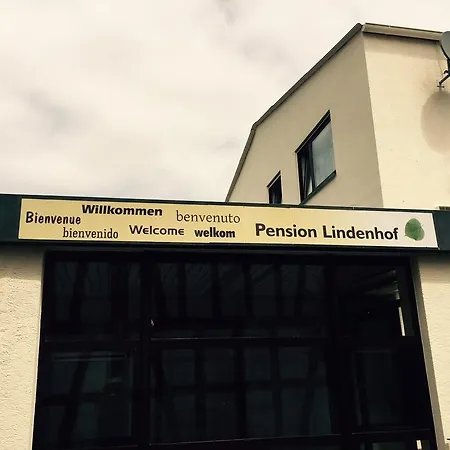 Willkommen benvenuto
Bienvenue
bienvenido Welcome welkom
Pension Lindenhof